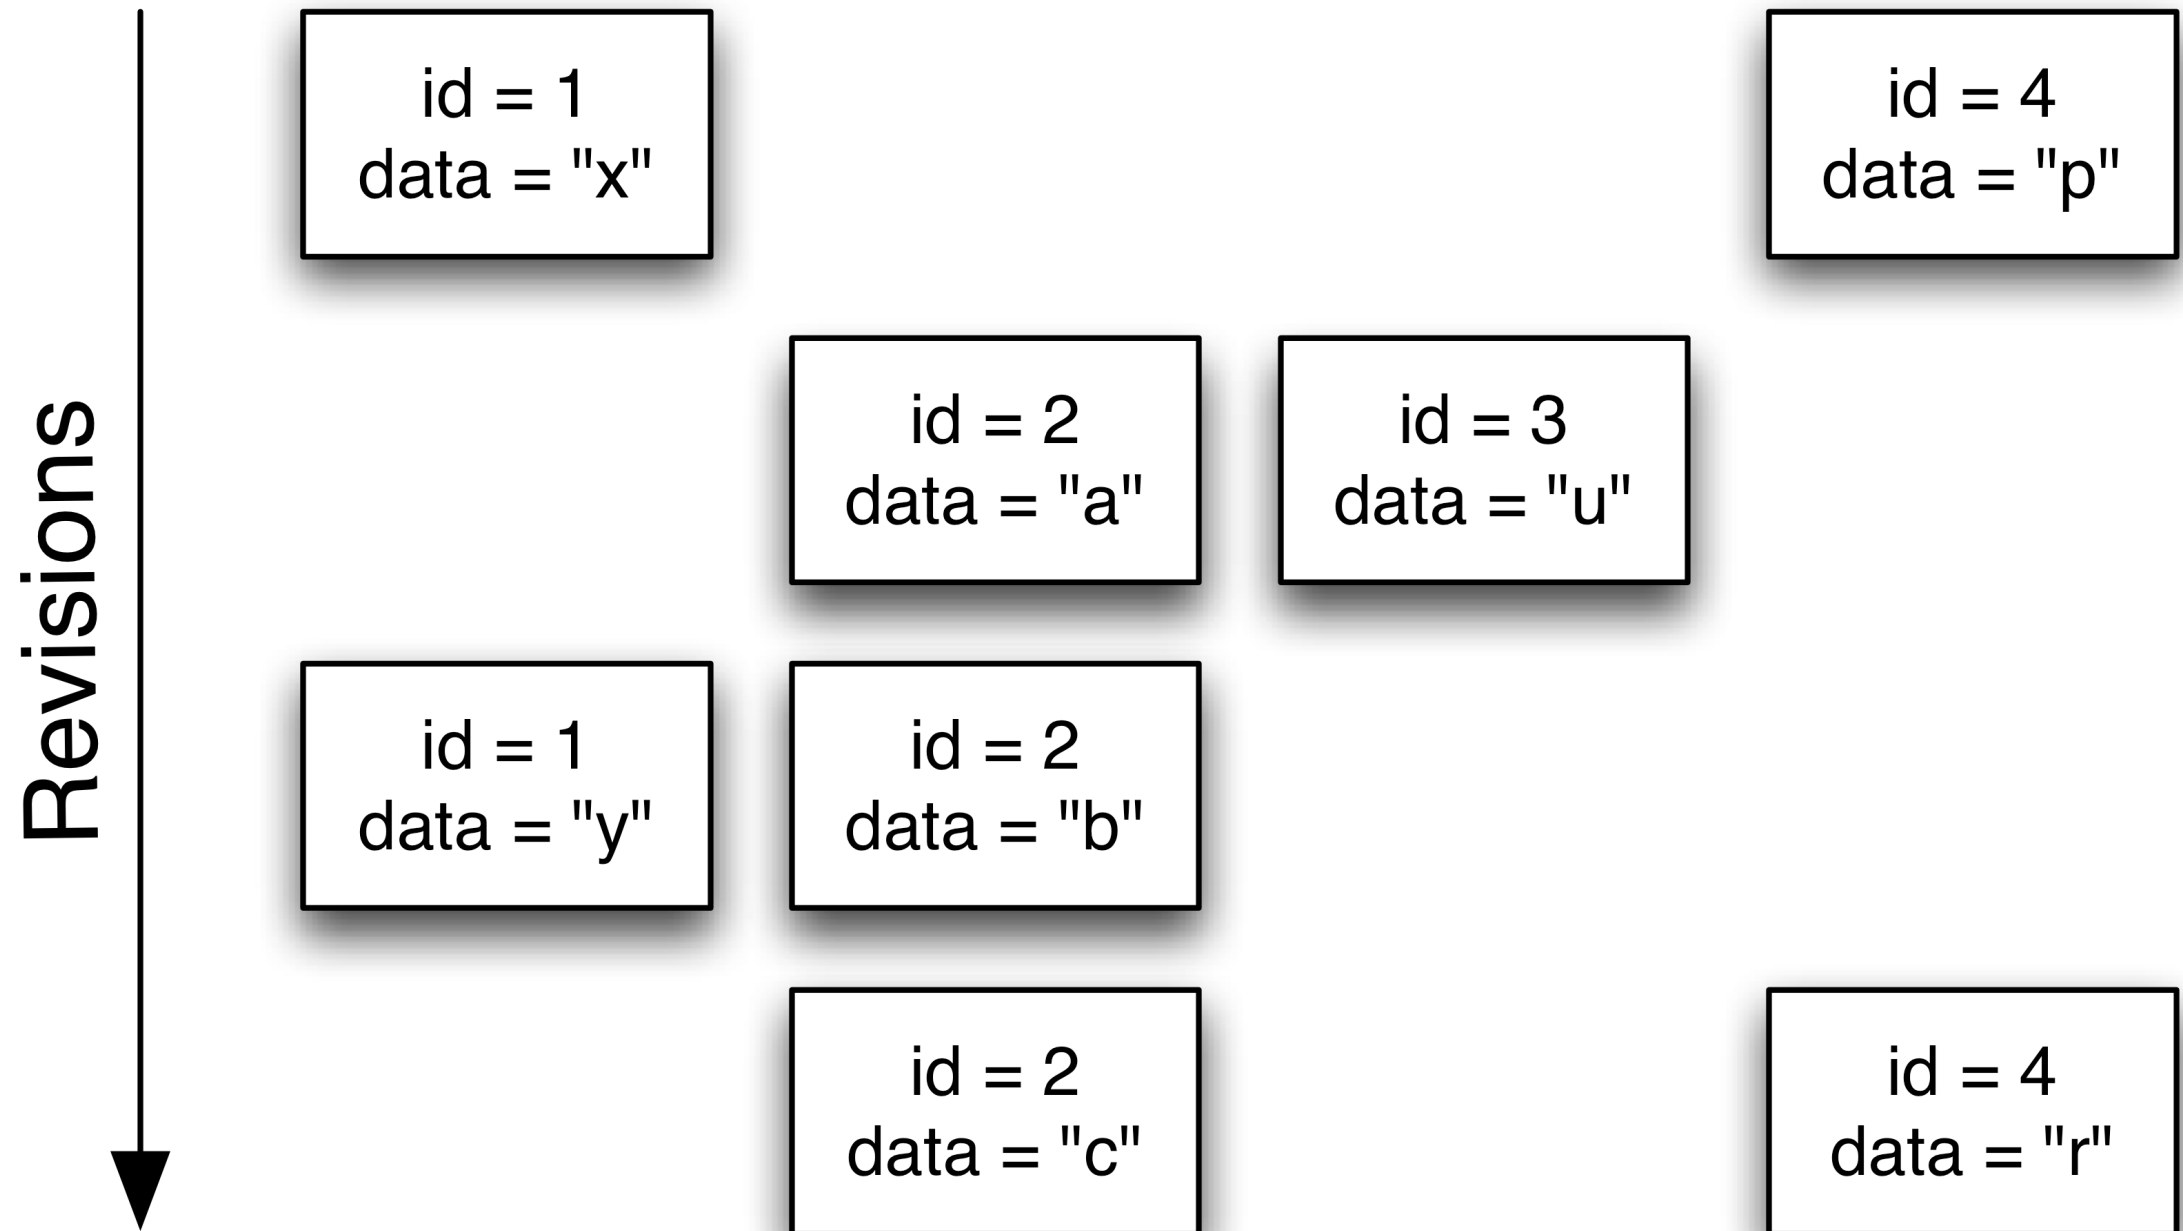 Revisions
id = 1
data = "x"
id = 4
data = "p"
id = 2
data = "a"
id = 3
data = "u"
id = 1
data = "y"
id = 2
data = "b"
id = 2
data = "c"
id = 4
data = "r"